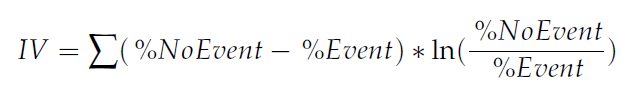 IV = ∑( %NoEvent − %Event) * ln(%NoEvent / %Event)